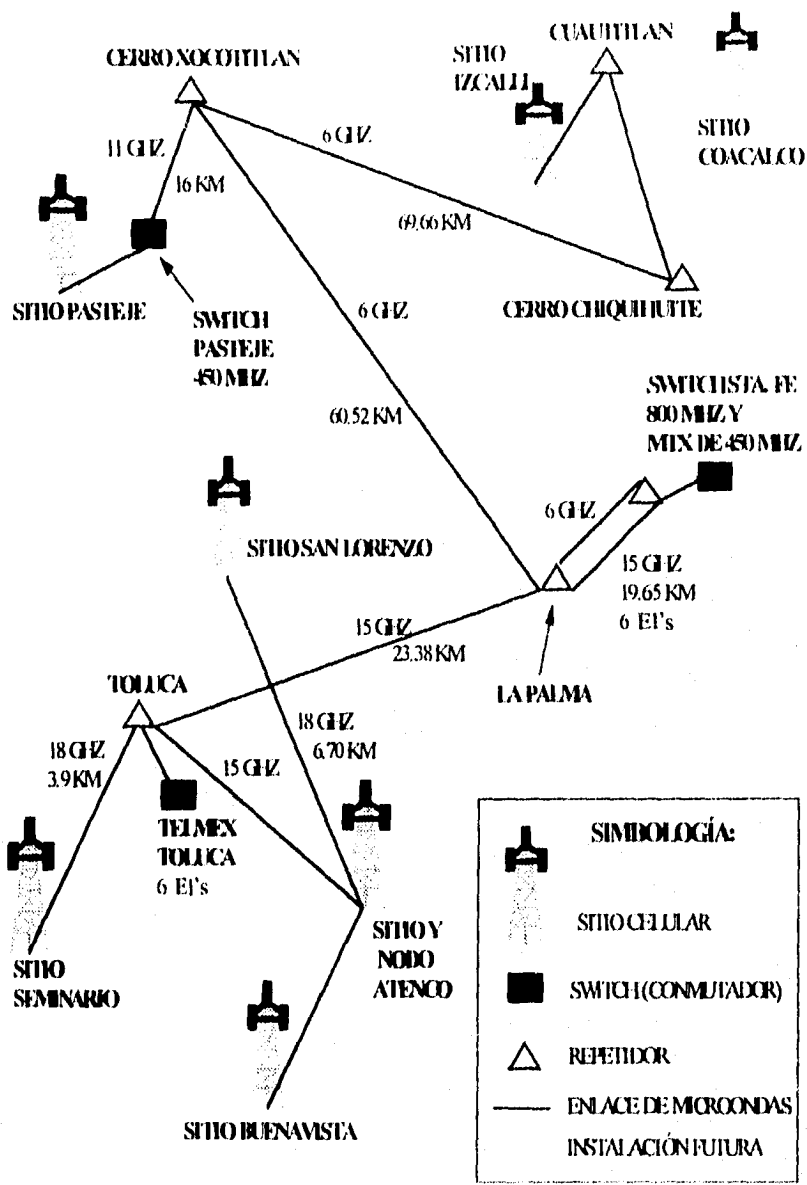 CERRO XOCOTITLAN
SITIO
IZCALLI
CUAUTITLAN
SITIO
COACALCO
11 GHZ
16 KM
6 GHZ
69.66 KM
SITIO PASTEJE
SWITCH
PASTEJE
450 MHZ
CERRO CHIQUIHUITE
6 GHZ
60.52 KM
SWITCH STA. FE
800 MHZ Y
MTX DE 450 MHZ
6 GHZ
15 GHZ
19.65 KM
6 E1's
SITIO SAN LORENZO
15 GHZ
23.38 KM
LA PALMA
TOLUCA
18 GHZ
3.9 KM
15 GHZ
18 GHZ
6.70 KM
TELMEX
TOLUCA
6 E1's
SITIO
SEMINARIO
SITIO Y
NODO
ATENCO
SITIO BUENAVISTA
SIMBOLOGÍA:
SITIO CELULAR
SWITCH (CONMUTADOR)
REPETIDOR
ENLACE DE MICROONDAS
INSTALACIÓN FUTURA